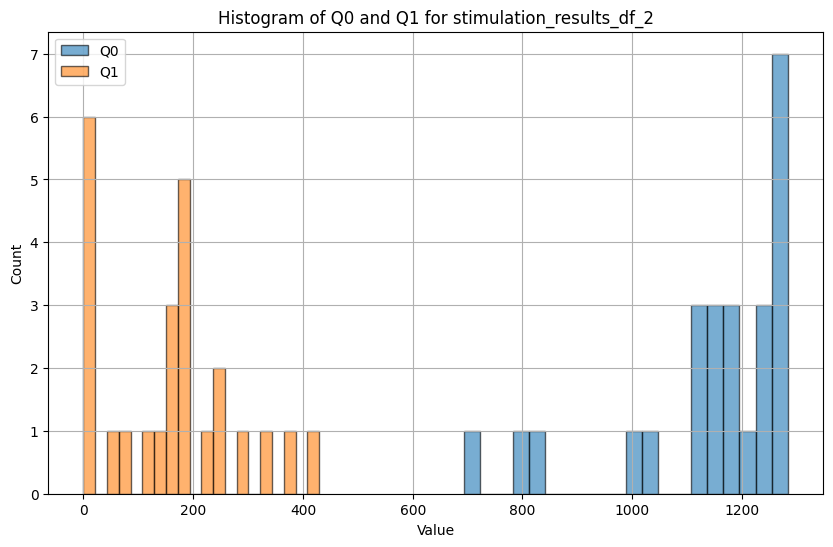 Histogram of Q0 and Q1 for stimulation_results_df_2
Q0
Q1
7
6
5
4
3
2
1
0
Count
0 200 400 600 800 1000 1200
Value